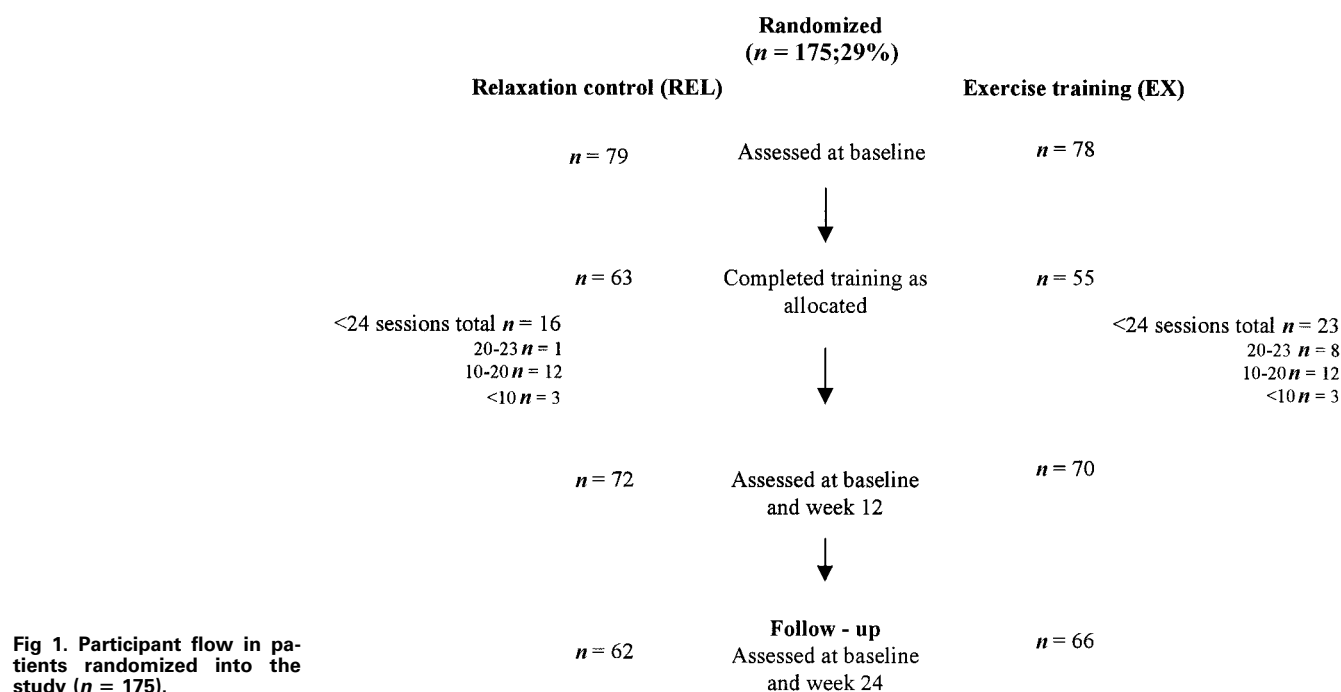 Randomized
(n = 175;29%)
Relaxation control (REL)
Exercise training (EX)
n = 79
Assessed at baseline
n = 78
n = 63
Completed training as
allocated
n = 55
<24 sessions total n = 16
20-23 n = 1
10-20 n = 12
<10 n = 3
<24 sessions total n = 23
20-23 n = 8
10-20 n = 12
<10 n = 3
n = 72
Assessed at baseline
and week 12
n = 70
Follow - up
n = 62
Assessed at baseline
and week 24
n = 66
Fig 1. Participant flow in pa-
tients randomized into the
study (n = 175).